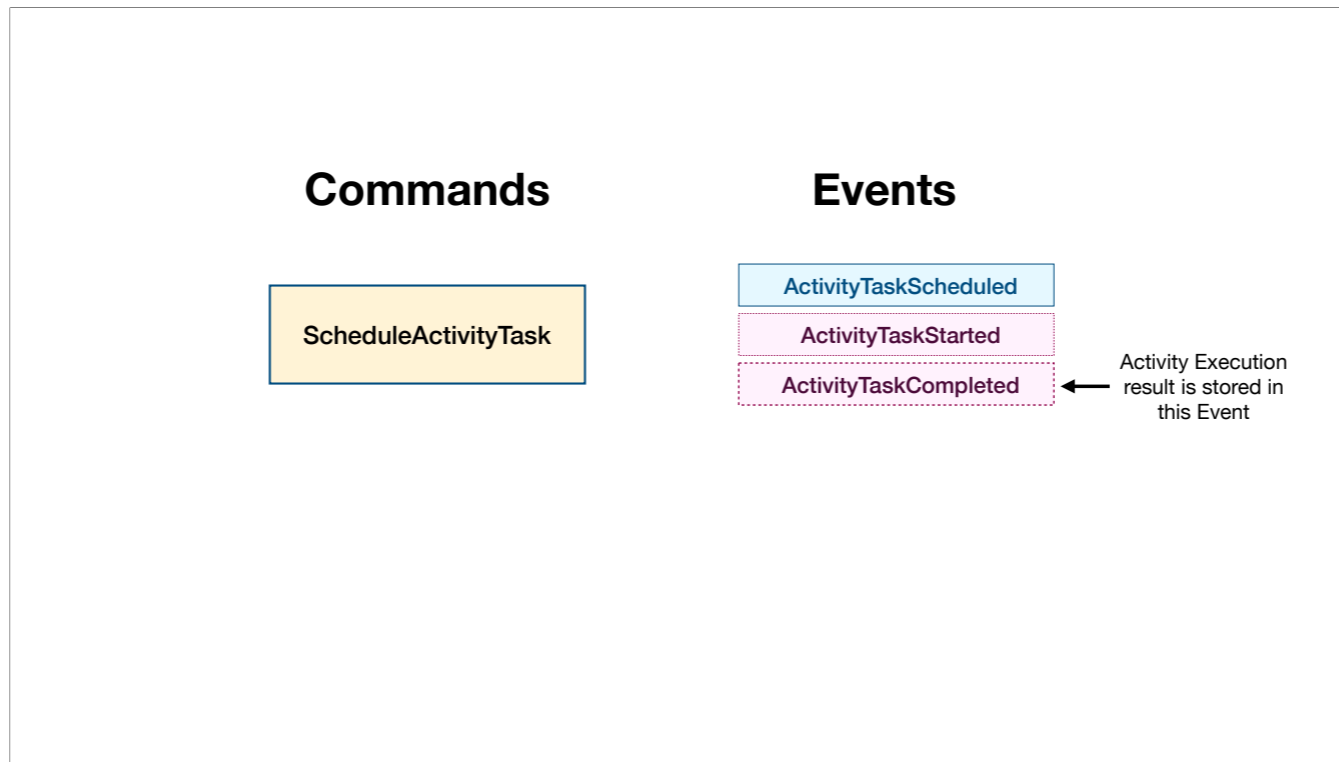 Commands
Events
ScheduleActivityTask
ActivityTaskScheduled
ActivityTaskStarted
ActivityTaskCompleted
Activity Execution
result is stored in
this Event